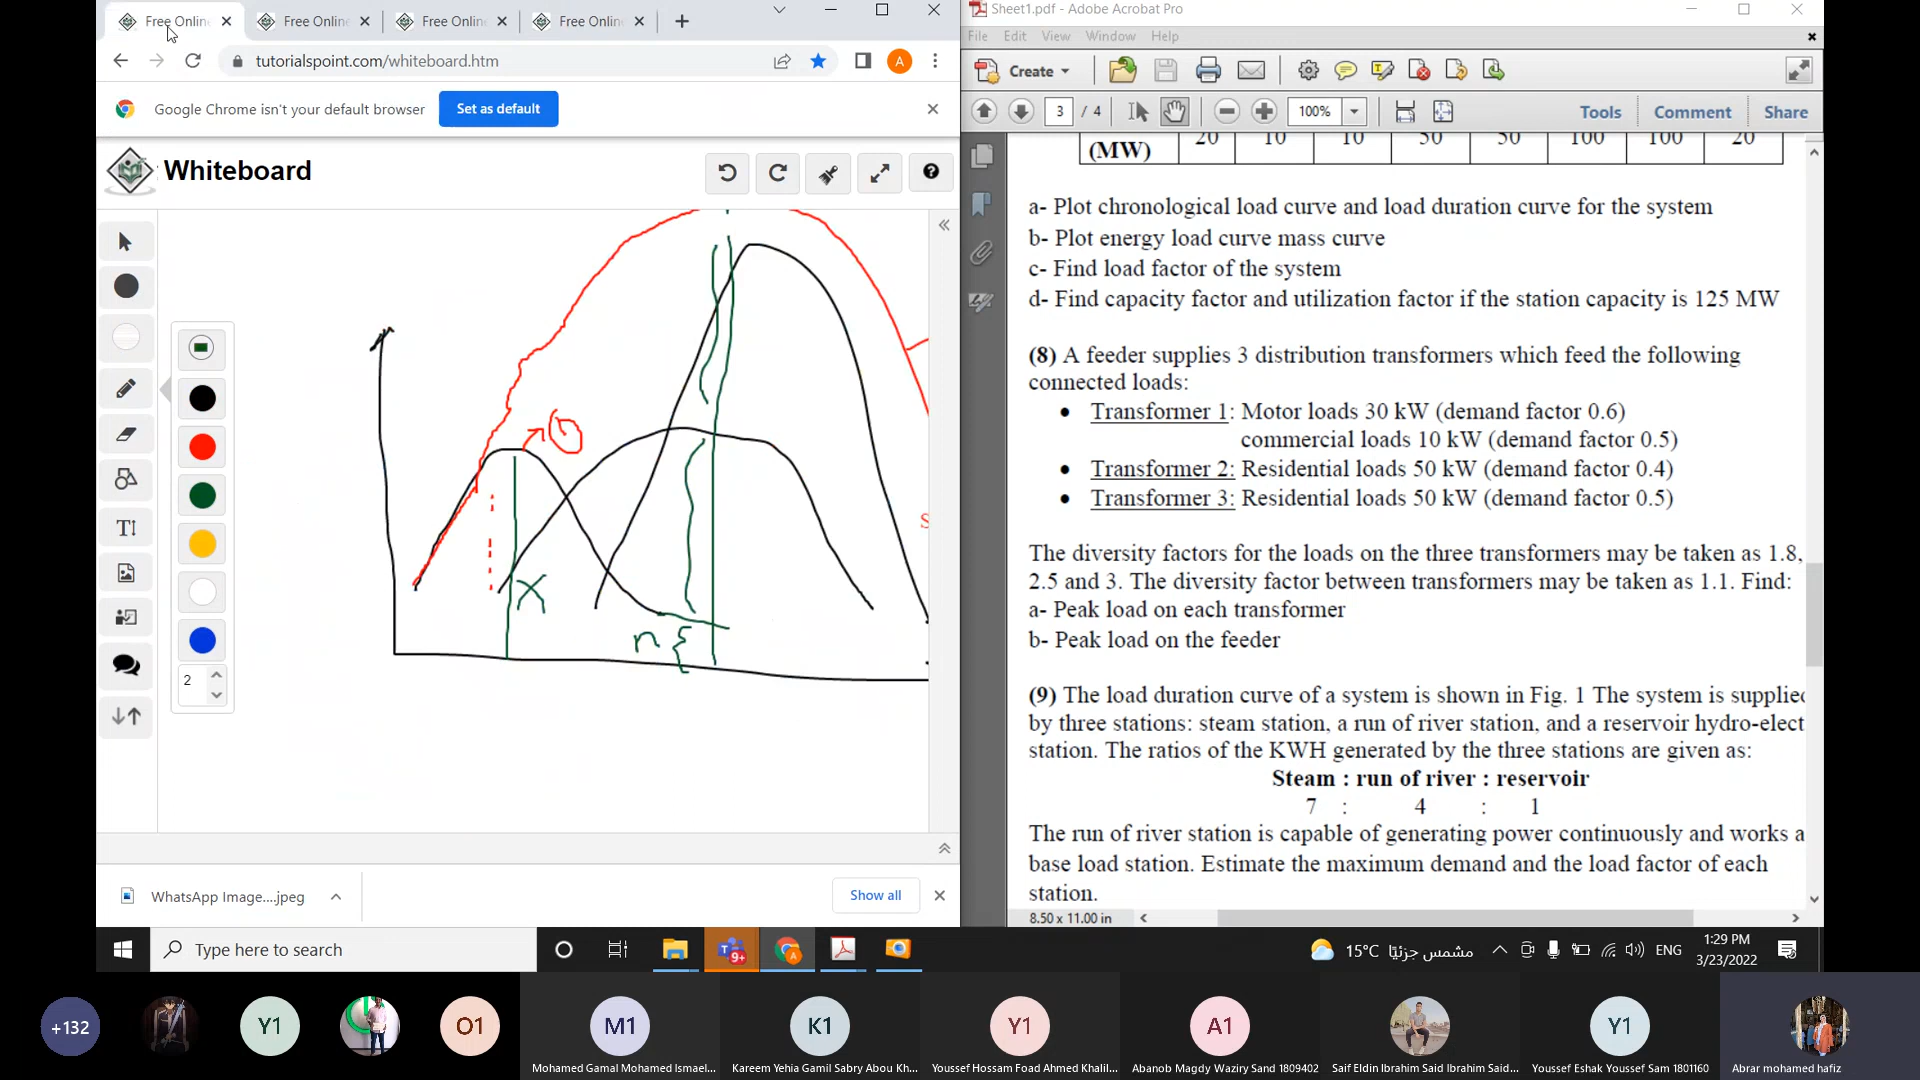 Free Onlin
Free Onlin
Free Onlin
Free Onlin
tutorialspoint.com/whiteboard.htm
A
Google Chrome isn't your default browser
Set as default
Whiteboard
T
X
n
2
WhatsApp Image....jpeg
Show all
Sheet1.pdf - Adobe Acrobat Pro
File Edit View Window Help
Create
3 / 4
100%
Tools Comment Share
(MW) 20 10 10 50 50 100 100 20
a- Plot chronological load curve and load duration curve for the system
b- Plot energy load curve mass curve
c- Find load factor of the system
d- Find capacity factor and utilization factor if the station capacity is 125 MW
(8) A feeder supplies 3 distribution transformers which feed the following
connected loads:
• Transformer 1: Motor loads 30 kW (demand factor 0.6)
commercial loads 10 kW (demand factor 0.5)
• Transformer 2: Residential loads 50 kW (demand factor 0.4)
• Transformer 3: Residential loads 50 kW (demand factor 0.5)
The diversity factors for the loads on the three transformers may be taken as 1.8,
2.5 and 3. The diversity factor between transformers may be taken as 1.1. Find:
a- Peak load on each transformer
b- Peak load on the feeder
(9) The load duration curve of a system is shown in Fig. 1 The system is supplied
by three stations: steam station, a run of river station, and a reservoir hydro-elect
station. The ratios of the KWH generated by the three stations are given as:
Steam : run of river : reservoir
7 : 4 : 1
The run of river station is capable of generating power continuously and works a
base load station. Estimate the maximum demand and the load factor of each
station.
8.50 x 11.00 in
Type here to search
9+
15°C مشمس جزئيًا
ENG
1:29 PM
3/23/2022
+132
Y1
O1
M1
Mohamed Gamal Mohamed Ismael...
K1
Kareem Yehia Gamil Sabry Abou Kh...
Y1
Youssef Hossam Foad Ahmed Khalil...
A1
Abanob Magdy Waziry Sand 1809402
Saif Eldin Ibrahim Said Ibrahim Said...
Y1
Youssef Eshak Youssef Sam 1801160
Abrar mohamed hafiz